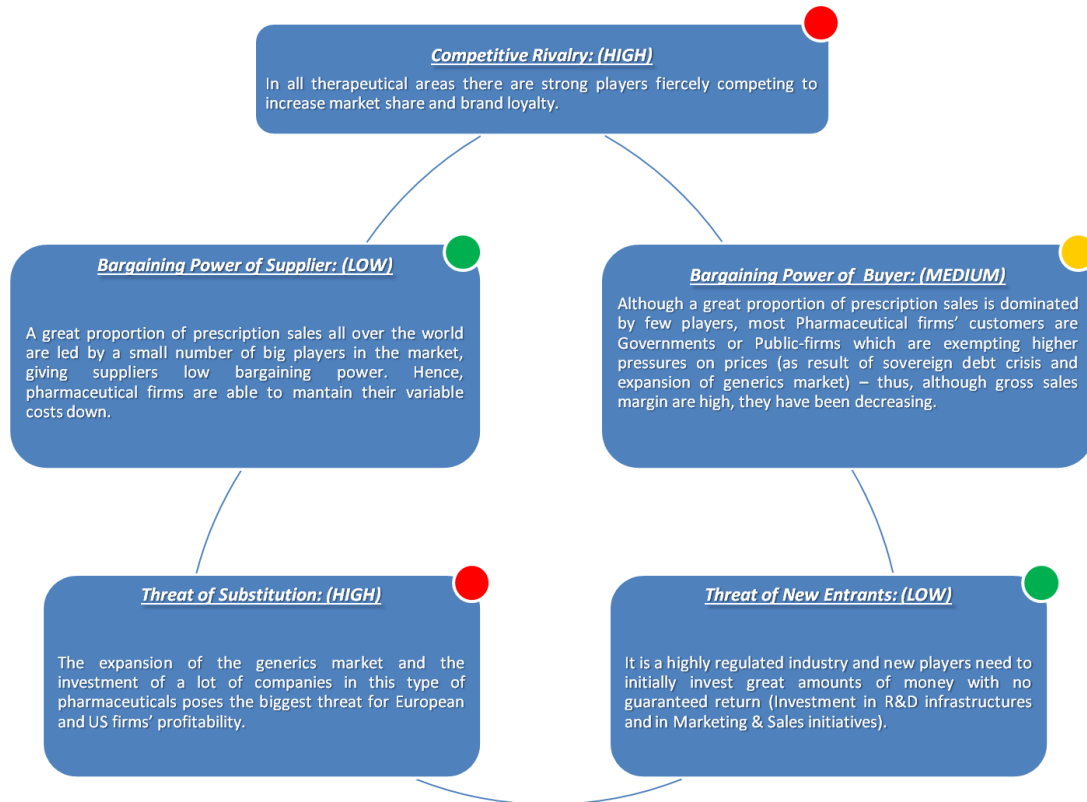 Competitive Rivalry: (HIGH)
In all therapeutical areas there are strong players fiercely competing to
increase market share and brand loyalty.
Bargaining Power of Supplier: (LOW)
A great proportion of prescription sales all over the world
are led by a small number of big players in the market,
giving suppliers low bargaining power. Hence,
pharmaceutical firms are able to mantain their variable
costs down.
Bargaining Power of Buyer: (MEDIUM)
Although a great proportion of prescription sales is dominated
by few players, most Pharmaceutical firms’ customers are
Governments or Public-firms which are exempting higher
pressures on prices (as result of sovereign debt crisis and
expansion of generics market) – thus, although gross sales
margin are high, they have been decreasing.
Threat of Substitution: (HIGH)
The expansion of the generics market and the
investment of a lot of companies in this type of
pharmaceuticals poses the biggest threat for European
and US firms’ profitability.
Threat of New Entrants: (LOW)
It is a highly regulated industry and new players need to
initially invest great amounts of money with no
guaranteed return (Investment in R&D infrastructures
and in Marketing & Sales initiatives).